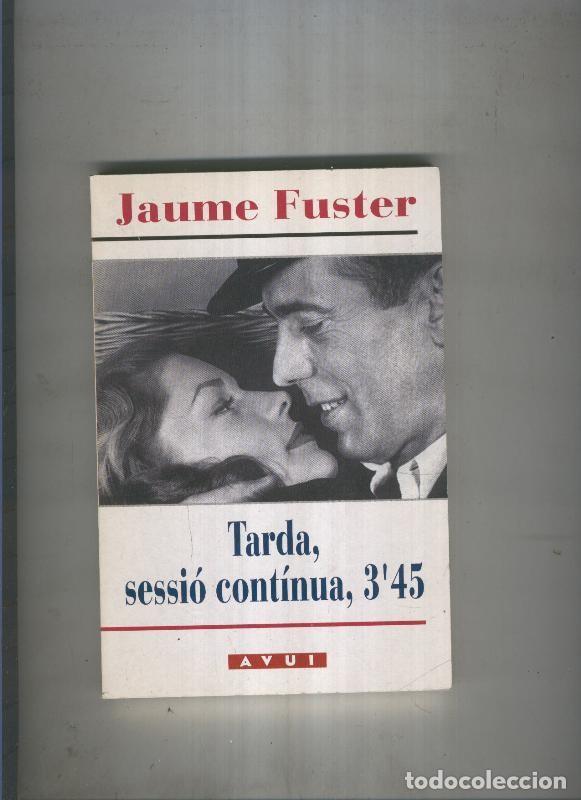 Jaume Fuster
Tarda,
sessió contínua, 3'45
AVUI
todocoleccion